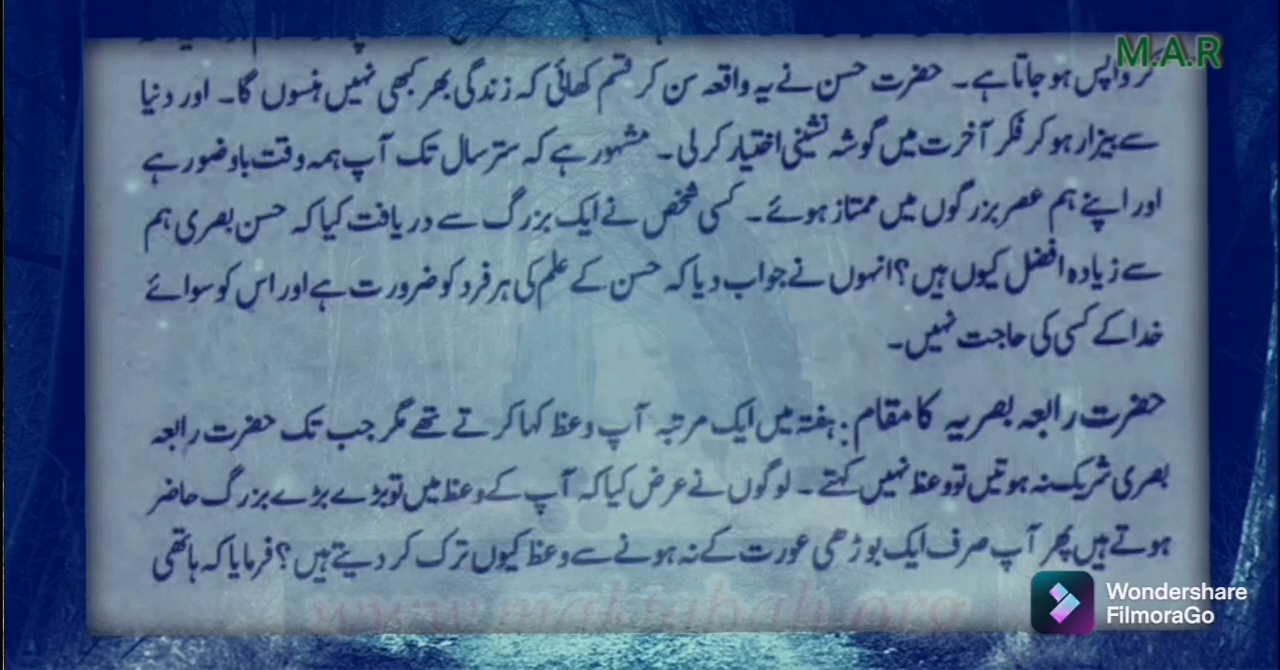 M.A.R
کر واپس ہو جاتا ہے۔ حضرت حسن نے یہ واقعہ سن کر قسم کھائی کہ زندگی بھر کبھی نہیں ہنسوں گا۔ اور دنیا
سے بیزار ہو کر فکر آخرت میں گوشہ نشینی اختیار کر لی۔ مشہور ہے کہ ستر سال تک آپ ہمہ وقت باوضو رہے
اور اپنے ہم عصر بزرگوں میں ممتاز ہوئے۔ کسی شخص نے ایک بزرگ سے دریافت کیا کہ حسن بصری ہم
سے زیادہ افضل کیوں ہیں؟ انہوں نے جواب دیا کہ حسن کے علم کی ہر فرد کو ضرورت ہے اور اس کو سوائے
خدا کے کسی کی حاجت نہیں۔
حضرت رابعہ بصریہ کا مقام: ہفتہ میں ایک مرتبہ آپ وعظ کہا کرتے تھے مگر جب تک حضرت رابعہ
بصری شریک نہ ہوتیں تو وعظ نہیں کہتے۔ لوگوں نے عرض کیا کہ آپ کے وعظ میں تو بڑے بڑے بزرگ حاضر
ہوتے ہیں پھر آپ صرف ایک بوڑھی عورت کے نہ ہونے سے وعظ کیوں ترک کر دیتے ہیں؟ فرمایا کہ ہاتھی
www.maktabah.org
Wondershare
FilmoraGo